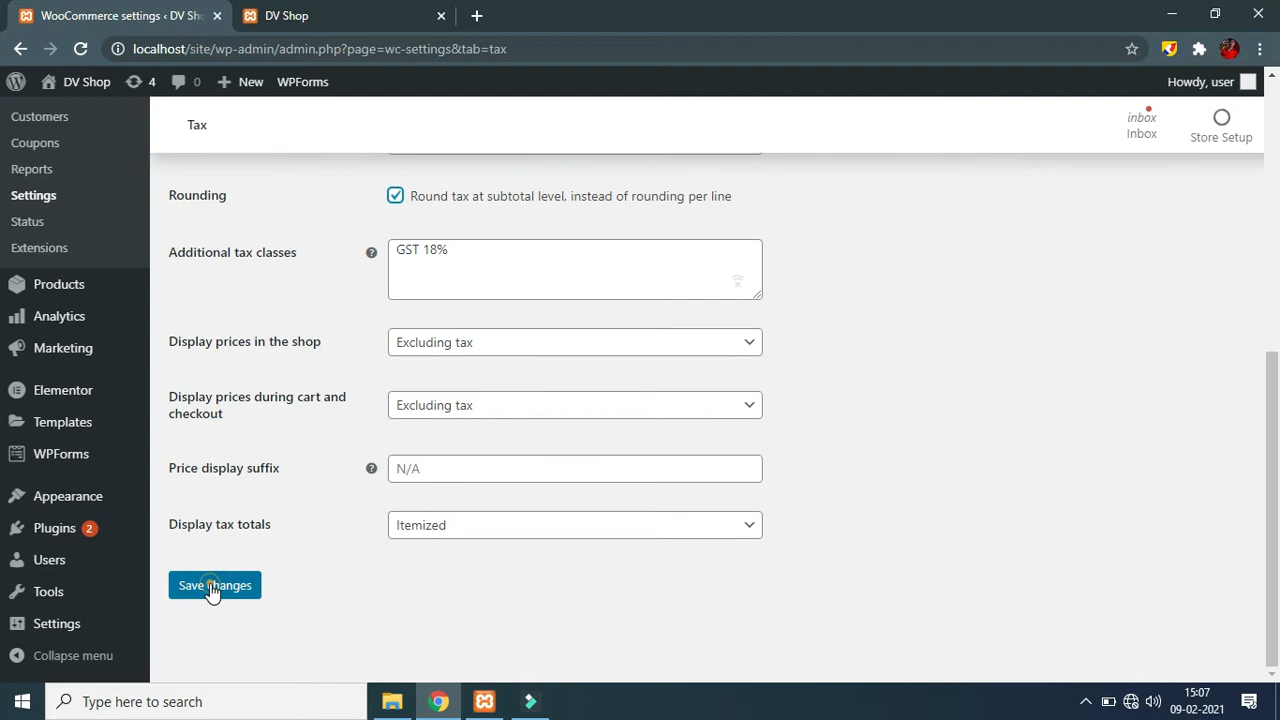 WooCommerce settings ‹ DV Sho
DV Shop
localhost/site/wp-admin/admin.php?page=wc-settings&tab=tax
DV Shop
4
0
New
WPForms
Howdy, user
Customers
Coupons
Reports
Settings
Status
Extensions
Products
Analytics
Marketing
Elementor
Templates
WPForms
Appearance
Plugins 2
Users
Tools
Settings
Collapse menu
Tax
inbox
Inbox
Store Setup
Rounding
Round tax at subtotal level, instead of rounding per line
Additional tax classes
GST 18%
Display prices in the shop
Excluding tax
Display prices during cart and
checkout
Excluding tax
Price display suffix
N/A
Display tax totals
Itemized
Save changes
Type here to search
15:07
09-02-2021